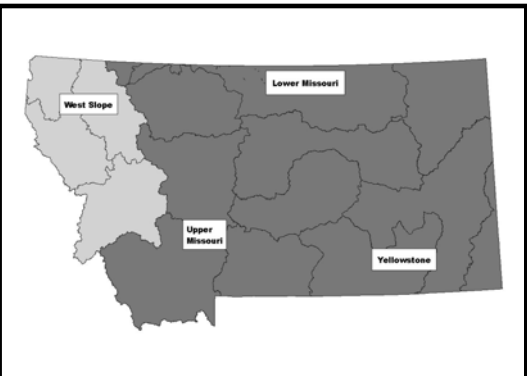 Lower Missouri
West Slope
Upper
Missouri
Yellowstone